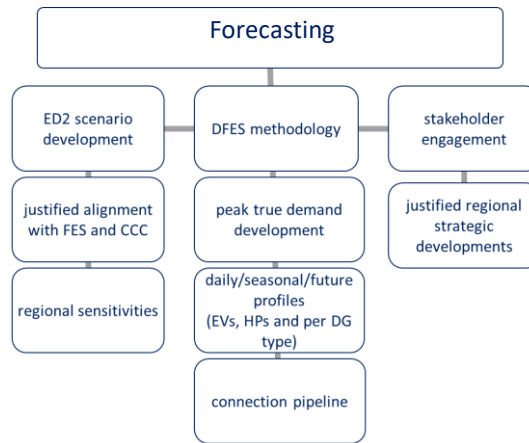 Forecasting
ED2 scenario
development
DFES methodology
stakeholder
engagement
justified alignment
with FES and CCC
peak true demand
development
justified regional
strategic
developments
regional sensitivities
daily/seasonal/future
profiles
(EVs, HPs and per DG
type)
connection pipeline